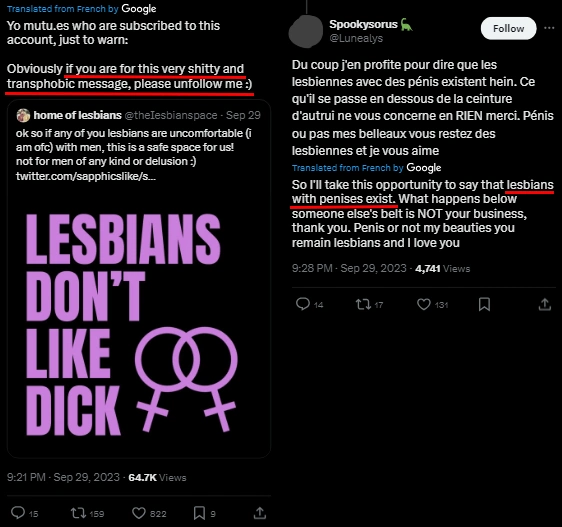 Translated from French by Google
Yo mutu.es who are subscribed to this
account, just to warn:
Obviously if you are for this very shitty and
transphobic message, please unfollow me :)
home of lesbians @thelesbianspace · Sep 29
ok so if any of you lesbians are uncomfortable (i
am ofc) with men, this is a safe space for us!
not for men of any kind or delusion :)
twitter.com/sapphicslike/s…
LESBIANS
DON'T
LIKE
DICK
9:21 PM · Sep 29, 2023 · 64.7K Views
15 159 822 9
Spookysorus
@Lunealys
Follow
Du coup j'en profite pour dire que les
lesbiennes avec des pénis existent hein. Ce
qu'il se passe en dessous de la ceinture
d'autrui ne vous concerne en RIEN merci. Pénis
ou pas mes belleaux vous restez des
lesbiennes et je vous aime
Translated from French by Google
So I'll take this opportunity to say that lesbians
with penises exist. What happens below
someone else's belt is NOT your business,
thank you. Penis or not my beauties you
remain lesbians and I love you
9:28 PM · Sep 29, 2023 · 4,741 Views
14 17 131